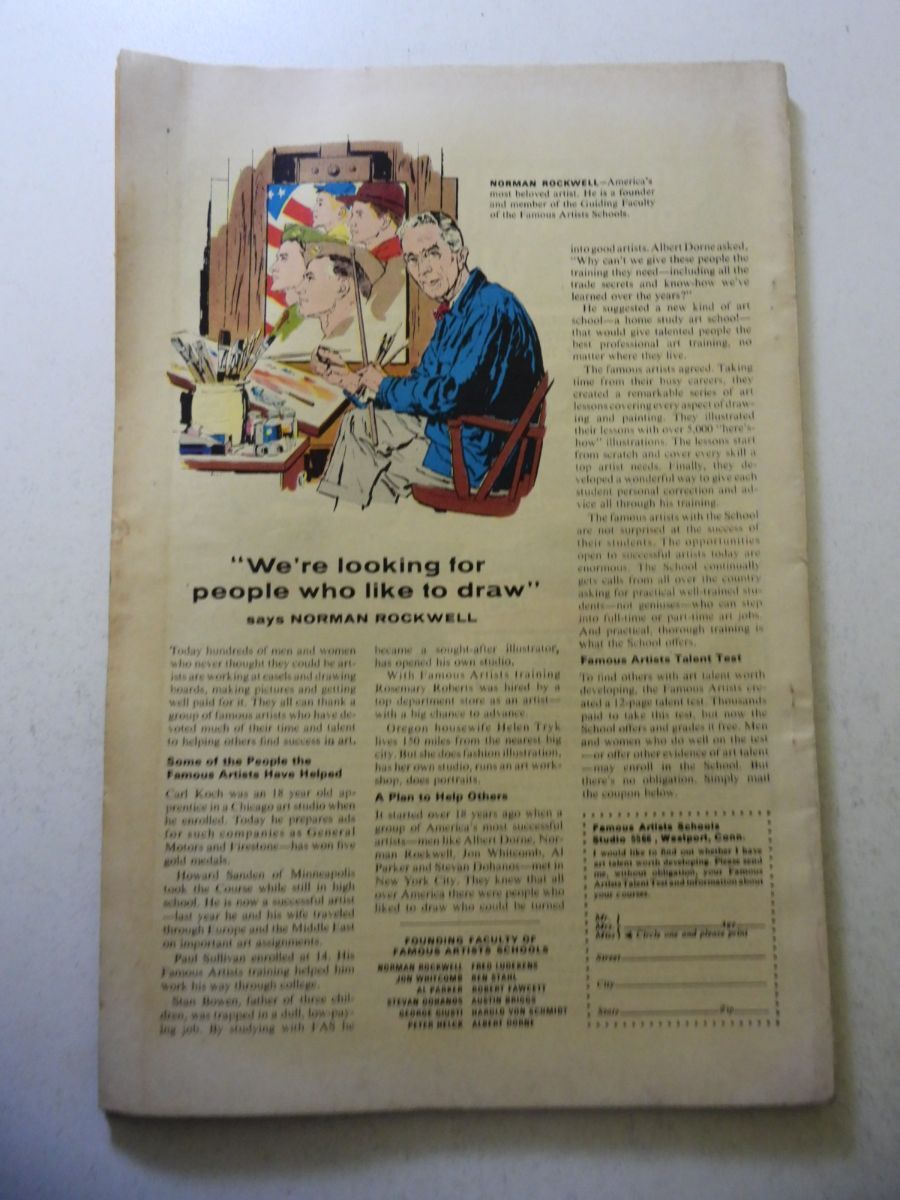 NORMAN ROCKWELL—America's
most beloved artist. He is a founder
and member of the Guiding Faculty
of the Famous Artists Schools.
"We're looking for
people who like to draw"
says NORMAN ROCKWELL
Today hundreds of men and women
who never thought they could be art-
ists are working at easels and drawing
boards, making pictures and getting
well paid for it. They all can thank a
group of famous artists who have de-
voted much of their time and talent
to helping others find success in art.
Some of the People the
Famous Artists Have Helped
Carl Koch was an 18 year old ap-
prentice in a Chicago art studio when
he enrolled. Today he prepares ads
for such companies as General
Motors and Firestone—has won five
gold medals.
Howard Sanden of Minneapolis
took the Course while still in high
school. He is now a successful artist
—last year he and his wife traveled
through Europe and the Middle East
on important art assignments.
Paul Sullivan enrolled at 14. His
Famous Artists training helped him
work his way through college.
Stan Bowen, father of three chil-
dren, was trapped in a dull, low-pay-
ing job. By studying with FAS he
became a sought-after illustrator,
has opened his own studio.
With Famous Artists training
Rosemary Roberts was hired by a
top department store as an artist—
with a big chance to advance.
Oregon housewife Helen Tryk
lives 150 miles from the nearest big
city. But she does fashion illustration,
has her own studio, runs an art work-
shop, does portraits.
A Plan to Help Others
It started over 18 years ago when a
group of America's most successful
artists—men like Albert Dorne, Nor-
man Rockwell, Jon Whitcomb, Al
Parker and Stevan Dohanos—met in
New York City. They knew that all
over America there were people who
liked to draw who could be turned
into good artists. Albert Dorne asked,
"Why can't we give these people the
training they need—including all the
trade secrets and know-how we've
learned over the years?"
He suggested a new kind of art
school—a home study art school—
that would give talented people the
best professional art training, no
matter where they live.
The famous artists agreed. Taking
time from their busy careers, they
created a remarkable series of art
lessons covering every aspect of draw-
ing and painting. They illustrated
their lessons with over 5,000 "here's-
how" illustrations. The lessons start
from scratch and cover every skill a
top artist needs. Finally, they de-
veloped a wonderful way to give each
student personal correction and ad-
vice all through his training.
The famous artists with the School
are not surprised at the success of
their students. The opportunities
open to successful artists today are
enormous. The School continually
gets calls from all over the country
asking for practical well-trained stu-
dents—not geniuses—who can step
into full-time or part-time art jobs.
And practical, thorough training is
what the School offers.
Famous Artists Talent Test
To find others with art talent worth
developing, the Famous Artists cre-
ated a 12-page talent test. Thousands
paid to take this test, but now the
School offers and grades it free. Men
and women who do well on the test
—or offer other evidence of art talent
—may enroll in the School. But
there's no obligation. Simply mail
the coupon below.
FOUNDING FACULTY OF
FAMOUS ARTISTS SCHOOLS
NORMAN ROCKWELL FRED LUDEKENS
JON WHITCOMB BEN STAHL
AL PARKER ROBERT FAWCETT
STEVAN DOHANOS AUSTIN BRIGGS
GEORGE GIUSTI HAROLD VON SCHMIDT
PETER HELCK ALBERT DORNE
Famous Artists Schools
Studio, Westport, Conn.
I would like to find out whether I have
art talent worth developing. Please send
me, without obligation, your Famous
Artists Talent Test and information about
your courses.
Mr.
Mrs. Age
Miss Circle one and please print
Street
City
State Zip